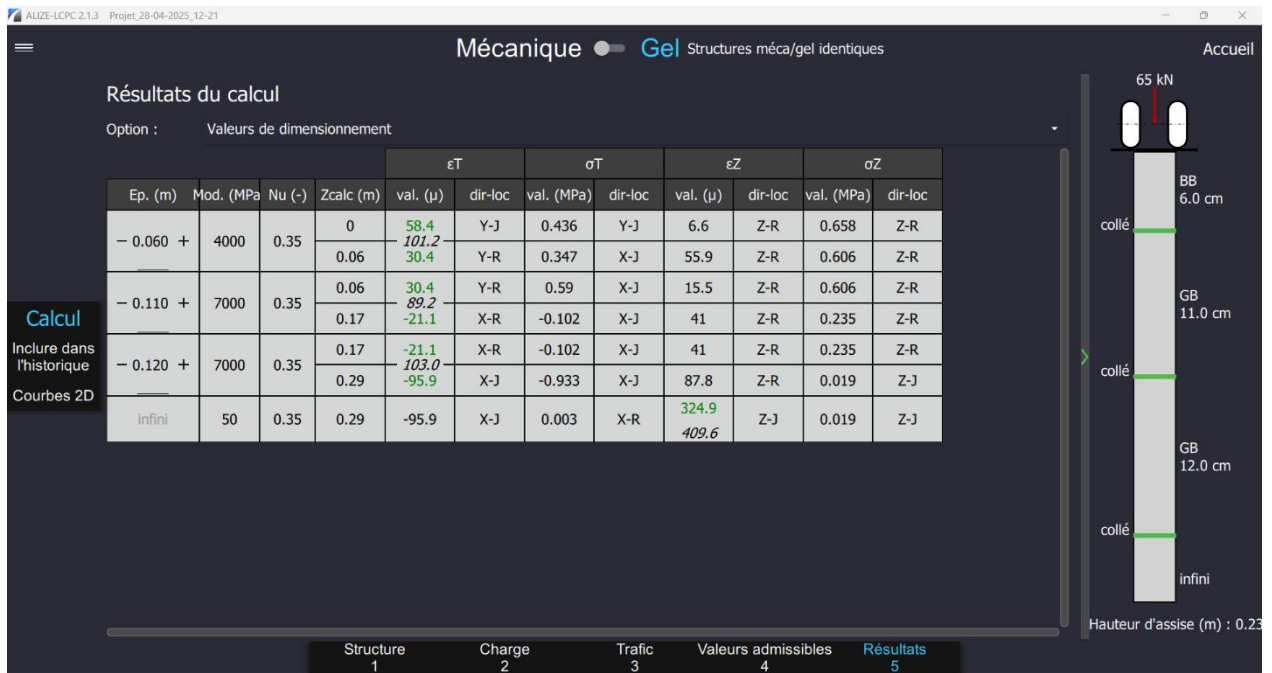 ALIZE-LCPC 2.1.3 Projet_28-04-2025_12-21
Mécanique Gel Structures méca/gel identiques
Accueil
Résultats du calcul
Option : Valeurs de dimensionnement
εT σT εZ σZ
Ep. (m) Mod. (MPa Nu (-) Zcalc (m) val. (μ) dir-loc val. (MPa) dir-loc val. (μ) dir-loc val. (MPa) dir-loc
− 0.060 + 4000 0.35
0 58.4 Y-J 0.436 Y-J 6.6 Z-R 0.658 Z-R
101.2
0.06 30.4 Y-R 0.347 X-J 55.9 Z-R 0.606 Z-R
− 0.110 + 7000 0.35
0.06 30.4 Y-R 0.59 X-J 15.5 Z-R 0.606 Z-R
89.2
0.17 -21.1 X-R -0.102 X-J 41 Z-R 0.235 Z-R
− 0.120 + 7000 0.35
0.17 -21.1 X-R -0.102 X-J 41 Z-R 0.235 Z-R
103.0
0.29 -95.9 X-J -0.933 X-J 87.8 Z-R 0.019 Z-J
infini 50 0.35 0.29 -95.9 X-J 0.003 X-R 324.9 Z-J 0.019 Z-J
409.6
Calcul
Inclure dans
l'historique
Courbes 2D
65 kN
BB
6.0 cm
collé
GB
11.0 cm
collé
GB
12.0 cm
collé
infini
Hauteur d'assise (m) : 0.23
Structure Charge Trafic Valeurs admissibles Résultats
1 2 3 4 5